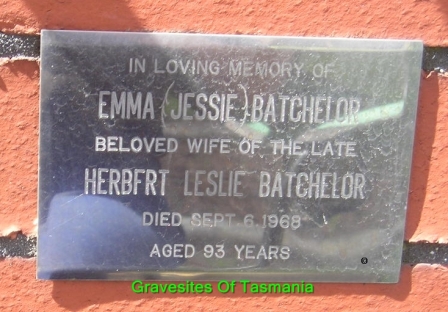 IN LOVING MEMORY OF
EMMA (JESSIE) BATCHELOR
BELOVED WIFE OF THE LATE
HERBERT LESLIE BATCHELOR
DIED SEPT. 6. 1968
AGED 93 YEARS
Gravesites Of Tasmania